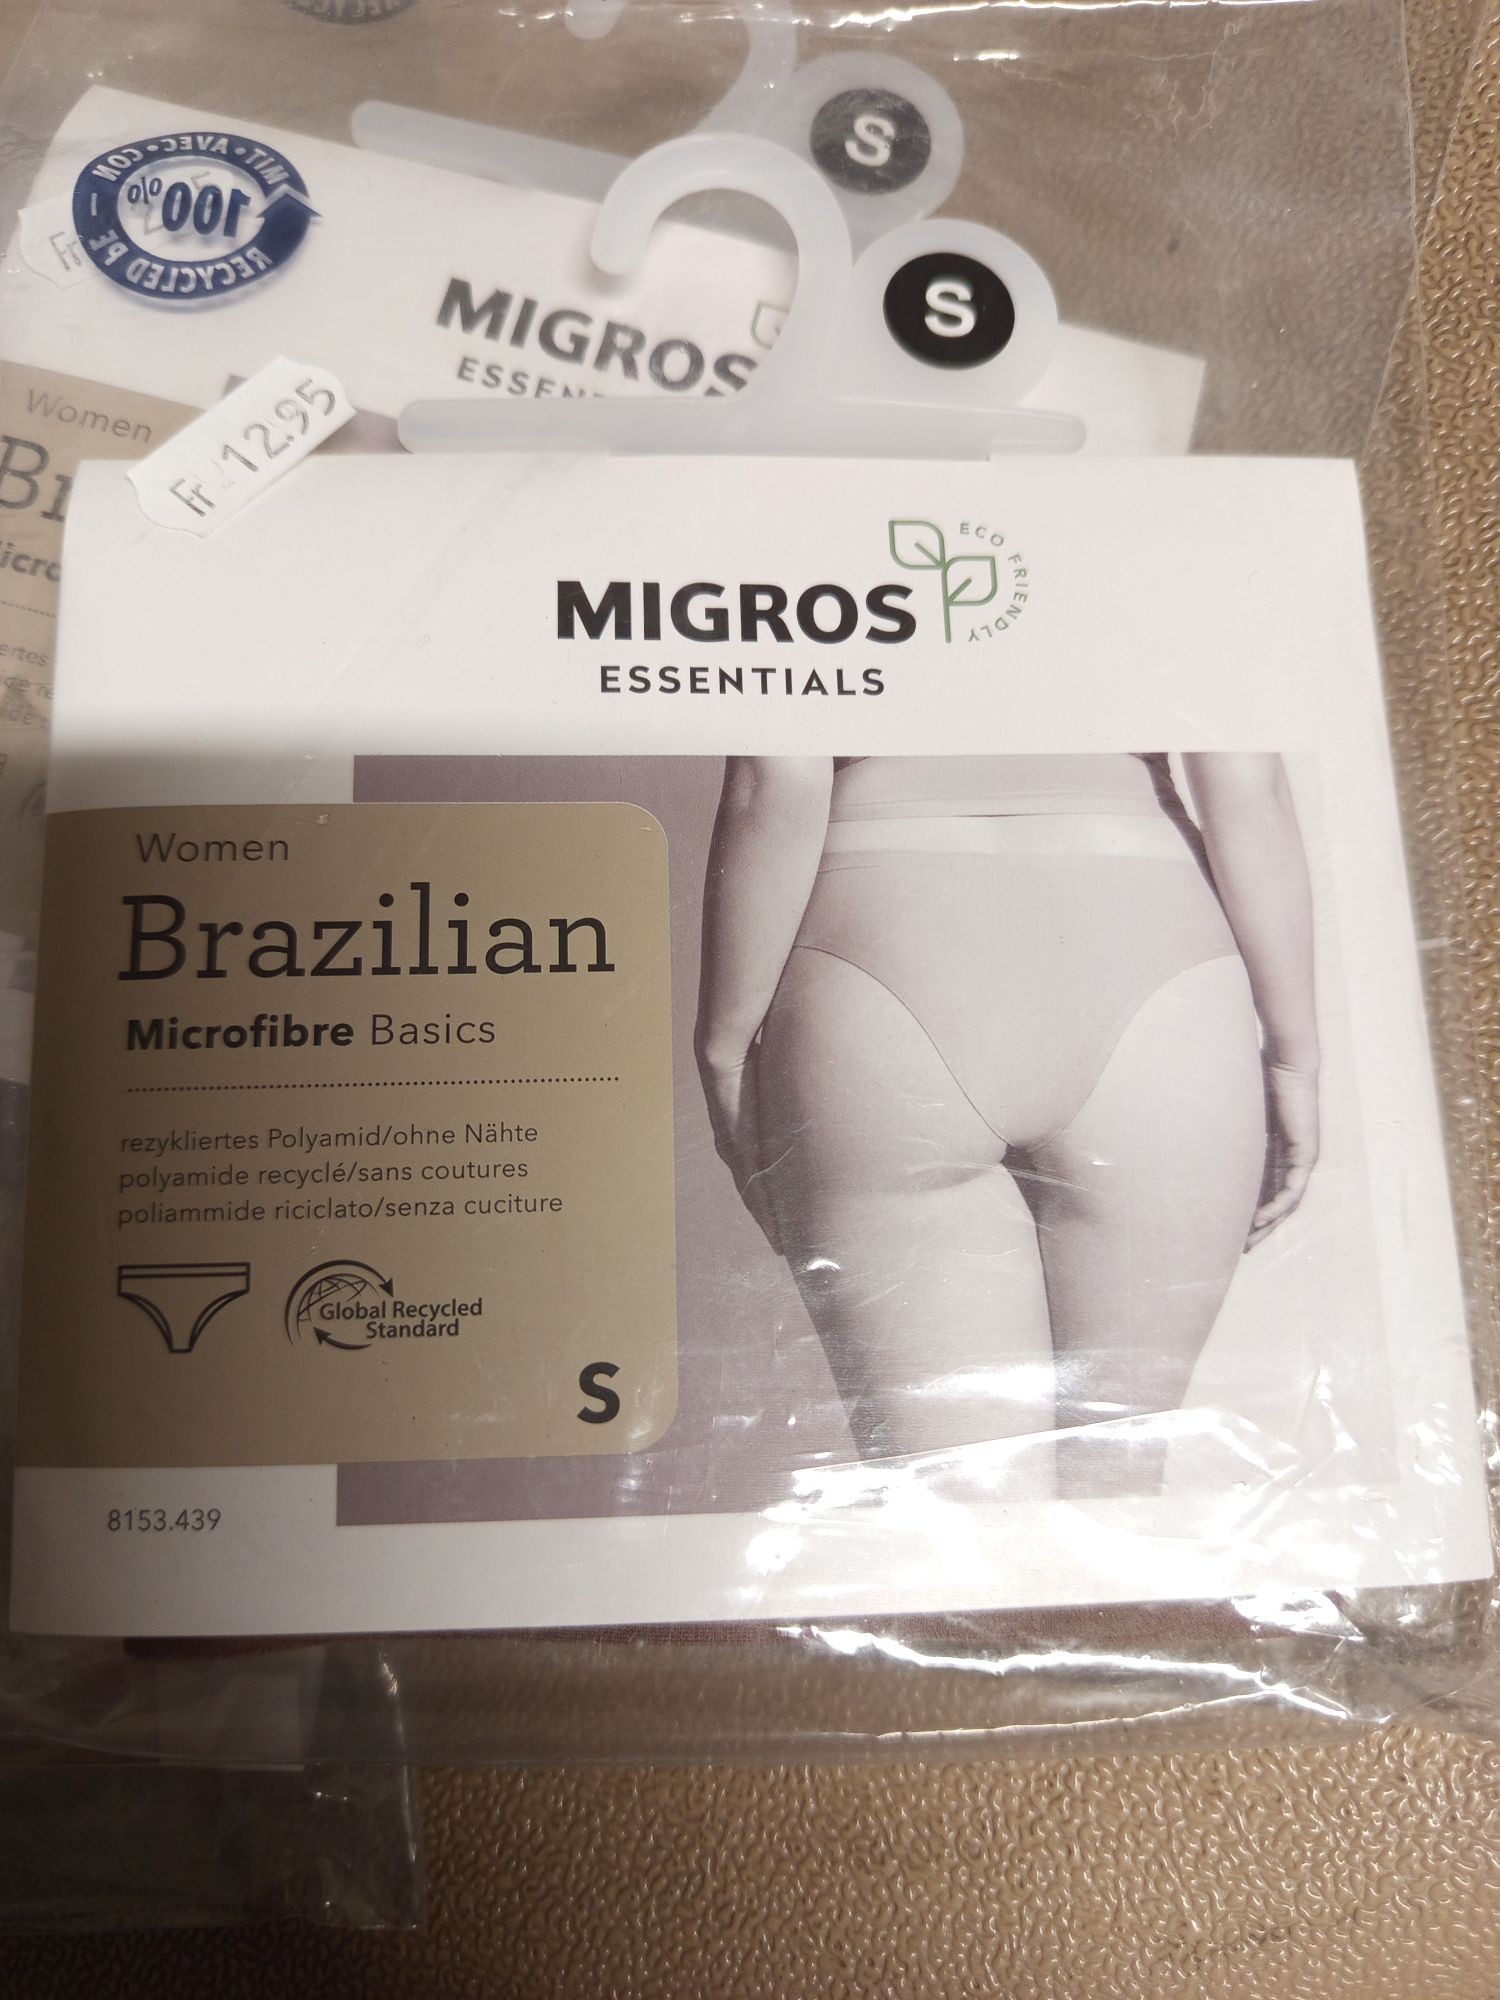 MIT • AVEC • CON
100%
RECYCLED PE
S
S
MIGROS
Fr 12.95
Women
MIGROS
ESSENTIALS
ECO FRIENDLY
Women
Brazilian
Microfibre Basics
rezykliertes Polyamid/ohne Nähte
polyamide recyclé/sans coutures
poliammide riciclato/senza cuciture
Global Recycled
Standard
S
8153.439